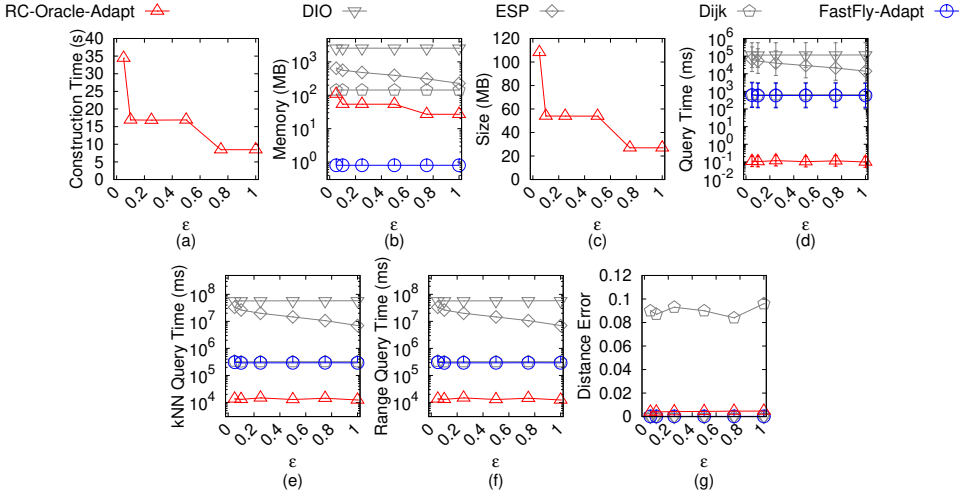 RC-Oracle-Adapt DIO ESP Dijk FastFly-Adapt
Construction Time (s)
40
35
30
25
20
15
10
5
0
0 0.2 0.4 0.6 0.8 1
ε
(a)
Memory (MB)
10^3
10^2
10^1
10^0
0 0.2 0.4 0.6 0.8 1
ε
(b)
Size (MB)
120
100
80
60
40
20
0
0 0.2 0.4 0.6 0.8 1
ε
(c)
Query Time (ms)
10^6
10^5
10^4
10^3
10^2
10^1
10^0
10^-1
10^-2
0 0.2 0.4 0.6 0.8 1
ε
(d)
kNN Query Time (ms)
10^8
10^7
10^6
10^5
10^4
0 0.2 0.4 0.6 0.8 1
ε
(e)
Range Query Time (ms)
10^8
10^7
10^6
10^5
10^4
0 0.2 0.4 0.6 0.8 1
ε
(f)
Distance Error
0.12
0.1
0.08
0.06
0.04
0.02
0
0 0.2 0.4 0.6 0.8 1
ε
(g)